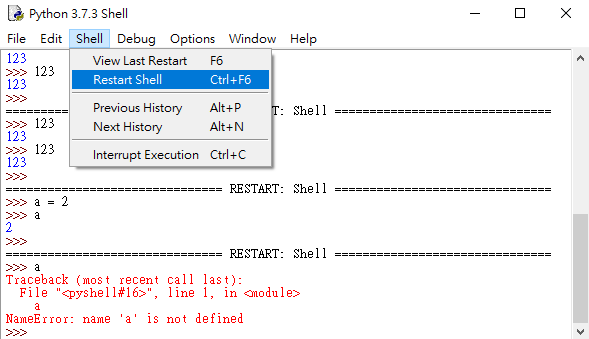 Python 3.7.3 Shell
File Edit Shell Debug Options Window Help
View Last Restart F6
Restart Shell Ctrl+F6
Previous History Alt+P
Next History Alt+N
Interrupt Execution Ctrl+C
123
>>> 123
123
>>>
=========T: Shell ===============================
>>> 123
123
>>> 123
123
>>>
=============================== RESTART: Shell ===============================
>>> a = 2
>>> a
2
>>>
=============================== RESTART: Shell ===============================
>>> a
Traceback (most recent call last):
  File "<pyshell#16>", line 1, in <module>
    a
NameError: name 'a' is not defined
>>>